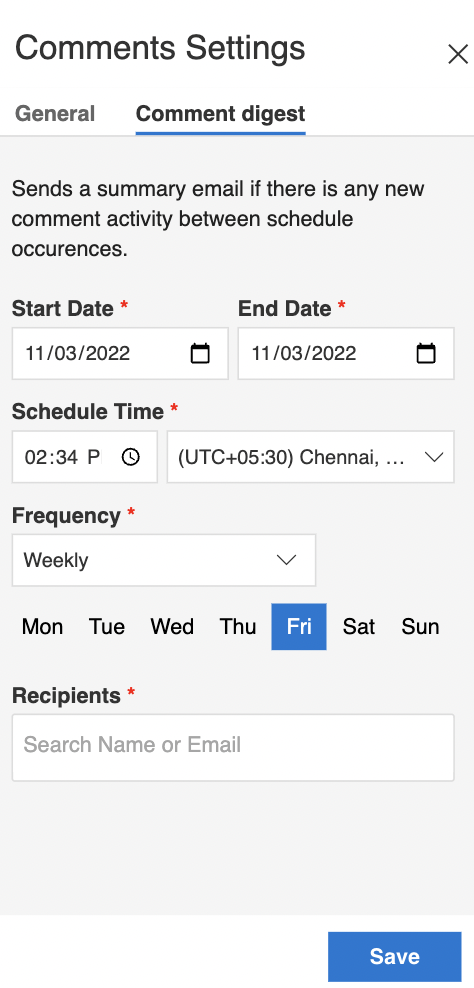 Comments Settings
General Comment digest
Sends a summary email if there is any new
comment activity between schedule
occurences.
Start Date * End Date *
11/03/2022 11/03/2022
Schedule Time *
02:34 P (UTC+05:30) Chennai, ...
Frequency *
Weekly
Mon Tue Wed Thu Fri Sat Sun
Recipients *
Search Name or Email
Save